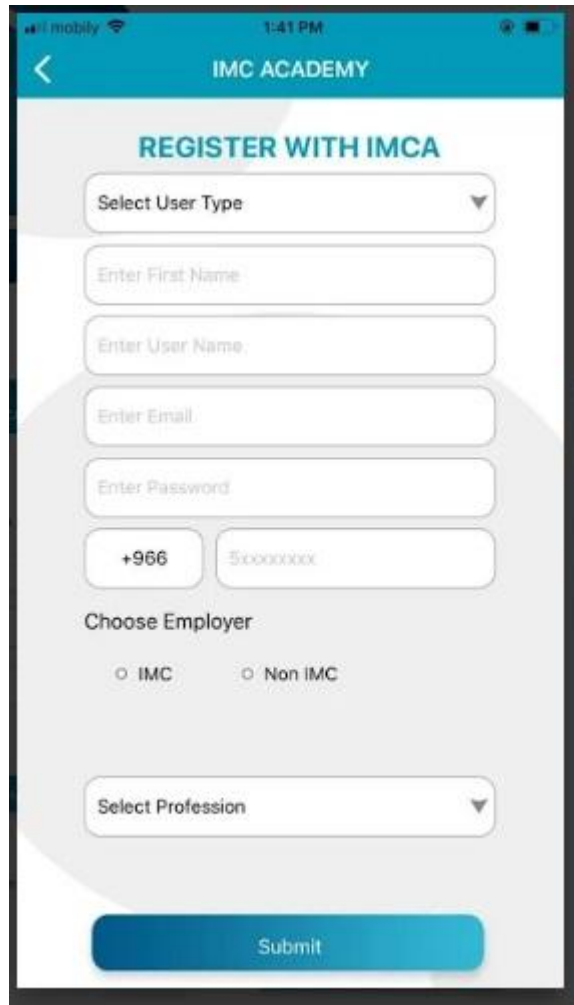 mobily 1:41 PM
IMC ACADEMY
REGISTER WITH IMCA
Select User Type
Enter First Name
Enter User Name
Enter Email
Enter Password
+966 5xxxxxxxx
Choose Employer
IMC Non IMC
Select Profession
Submit